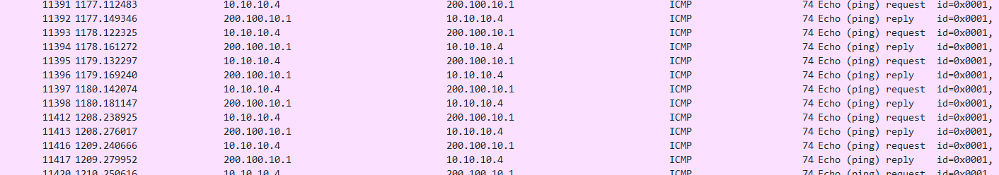 11391 1177.112483 10.10.10.4 200.100.10.1 ICMP 74 Echo (ping) request id=0x0001,
11392 1177.149346 200.100.10.1 10.10.10.4 ICMP 74 Echo (ping) reply id=0x0001,
11393 1178.122325 10.10.10.4 200.100.10.1 ICMP 74 Echo (ping) request id=0x0001,
11394 1178.161272 200.100.10.1 10.10.10.4 ICMP 74 Echo (ping) reply id=0x0001,
11395 1179.132297 10.10.10.4 200.100.10.1 ICMP 74 Echo (ping) request id=0x0001,
11396 1179.169240 200.100.10.1 10.10.10.4 ICMP 74 Echo (ping) reply id=0x0001,
11397 1180.142074 10.10.10.4 200.100.10.1 ICMP 74 Echo (ping) request id=0x0001,
11398 1180.181147 200.100.10.1 10.10.10.4 ICMP 74 Echo (ping) reply id=0x0001,
11412 1208.238925 10.10.10.4 200.100.10.1 ICMP 74 Echo (ping) request id=0x0001,
11413 1208.276017 200.100.10.1 10.10.10.4 ICMP 74 Echo (ping) reply id=0x0001,
11416 1209.240666 10.10.10.4 200.100.10.1 ICMP 74 Echo (ping) request id=0x0001,
11417 1209.279952 200.100.10.1 10.10.10.4 ICMP 74 Echo (ping) reply id=0x0001,
11420 1210.250616 10.10.10.4 200.100.10.1 ICMP 74 Echo (ping) request id=0x0001,